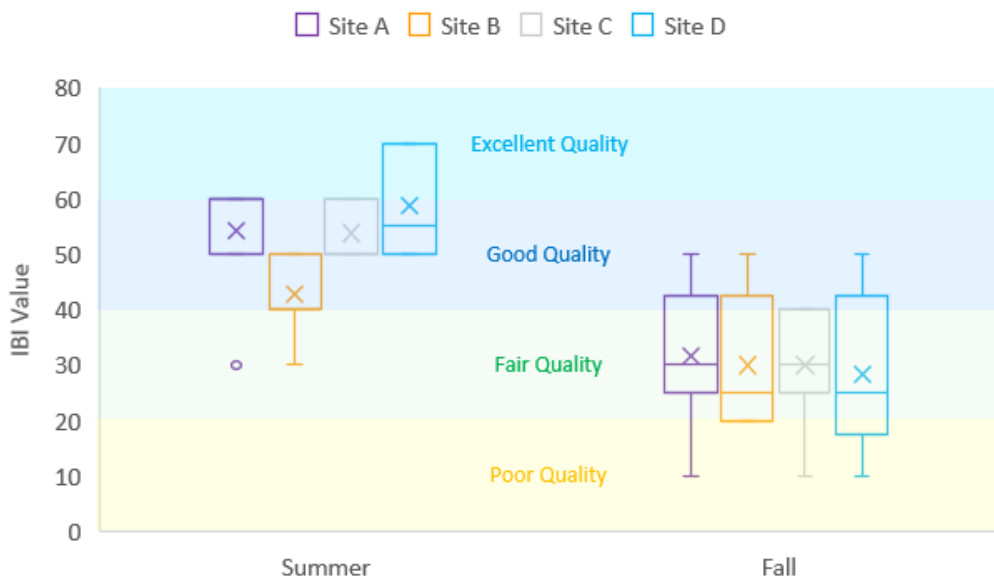 Site A Site B Site C Site D
80
70
60
50
40
30
20
10
0
IBI Value
Excellent Quality
Good Quality
Fair Quality
Poor Quality
Summer Fall